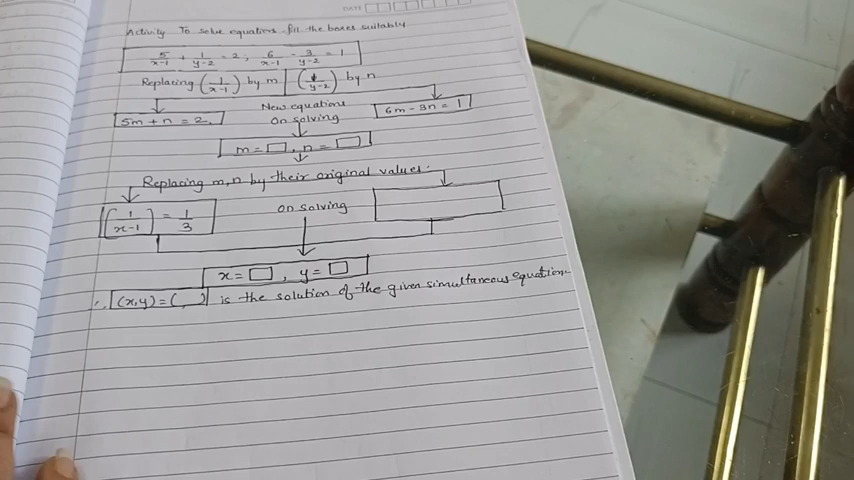 DATE
Activity To solve equations fill the boxes suitably
5/x-1 + 1/y-2 = 2 ; 6/x-1 - 3/y-2 = 1
Replacing (1/x-1) by m | (1/y-2) by n
New equations
5m + n = 2 On solving 6m - 3n = 1
m = □ , n = □
Replacing m, n by their original values.
(1/x-1) = 1/3 On solving
x = □ , y = □
∴ (x,y) = ( , ) is the solution of the given simultaneous equation.